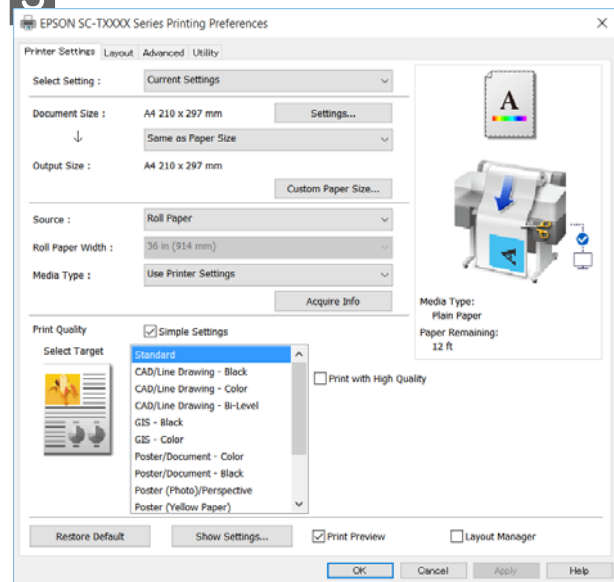 EPSON SC-TXXXX Series Printing Preferences
Printer Settings Layout Advanced Utility
Select Setting : Current Settings
Document Size : A4 210 x 297 mm Settings...
Same as Paper Size
Output Size : A4 210 x 297 mm
Custom Paper Size...
Source : Roll Paper
Roll Paper Width : 36 in (914 mm)
Media Type : Use Printer Settings
Acquire Info
A
A
Media Type:
Plain Paper
Paper Remaining:
12 ft
Print Quality Simple Settings
Select Target
Standard
CAD/Line Drawing - Black
CAD/Line Drawing - Color
CAD/Line Drawing - Bi-Level
GIS - Black
GIS - Color
Poster/Document - Color
Poster/Document - Black
Poster (Photo)/Perspective
Poster (Yellow Paper)
Print with High Quality
Restore Default Show Settings... Print Preview Layout Manager
OK Cancel Apply Help